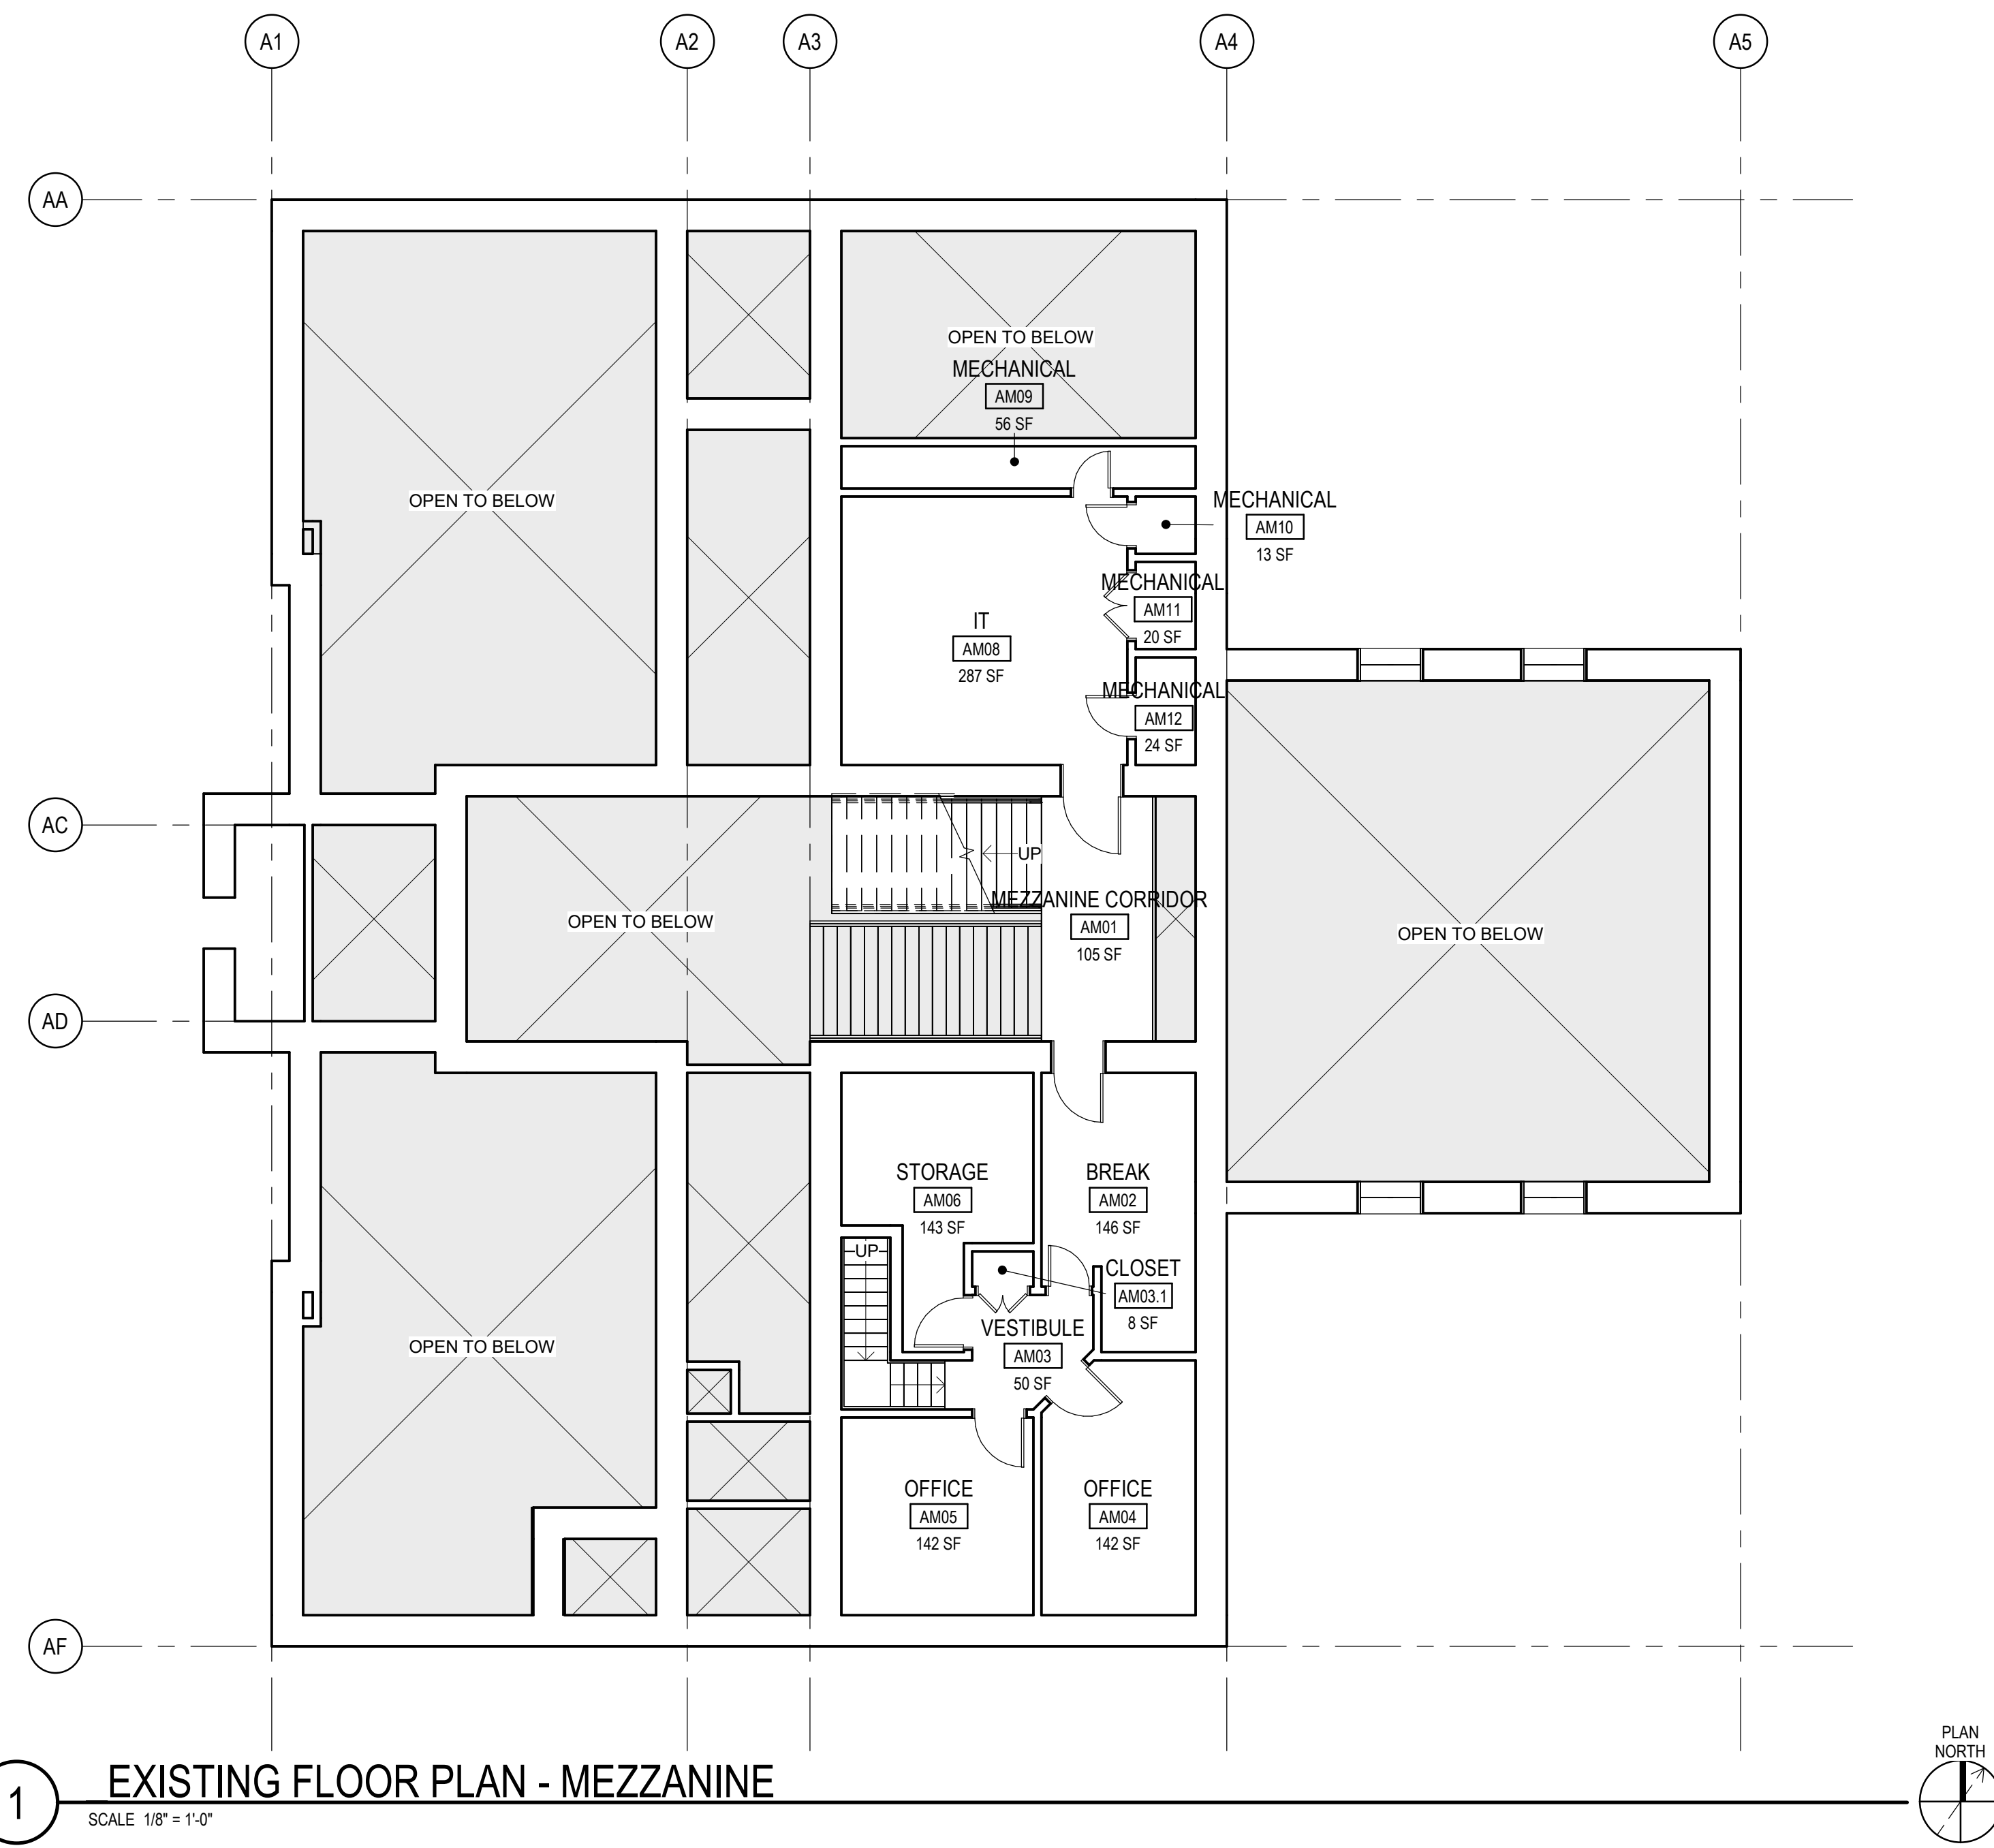 A1
A2
A3
A4
A5
AA
OPEN TO BELOW
MECHANICAL
AM09
56 SF
OPEN TO BELOW
MECHANICAL
AM10
13 SF
MECHANICAL
AM11
20 SF
IT
AM08
287 SF
MECHANICAL
AM12
24 SF
AC
UP
MEZZANINE CORRIDOR
AM01
105 SF
OPEN TO BELOW
OPEN TO BELOW
AD
STORAGE
AM06
143 SF
BREAK
AM02
146 SF
UP
CLOSET
AM03.1
8 SF
VESTIBULE
AM03
50 SF
OPEN TO BELOW
OFFICE
AM05
142 SF
OFFICE
AM04
142 SF
AF
PLAN
NORTH
1
EXISTING FLOOR PLAN - MEZZANINE
SCALE 1/8" = 1'-0"